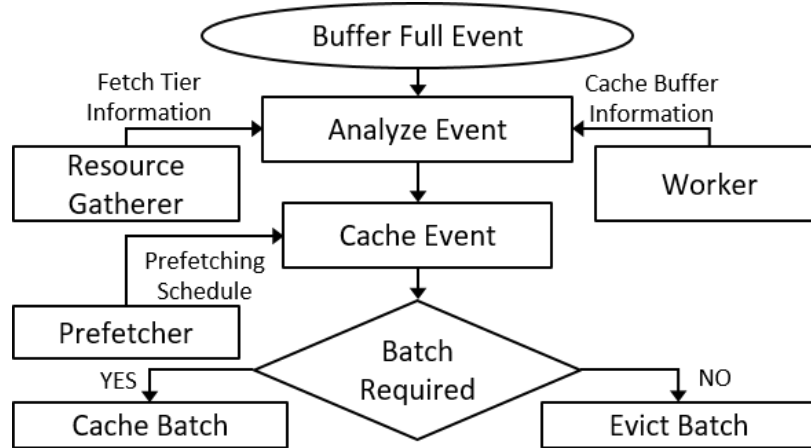 Buffer Full Event
Fetch Tier
Information
Cache Buffer
Information
Analyze Event
Resource
Gatherer
Worker
Cache Event
Prefetching
Schedule
Prefetcher
Batch
Required
YES
NO
Cache Batch
Evict Batch